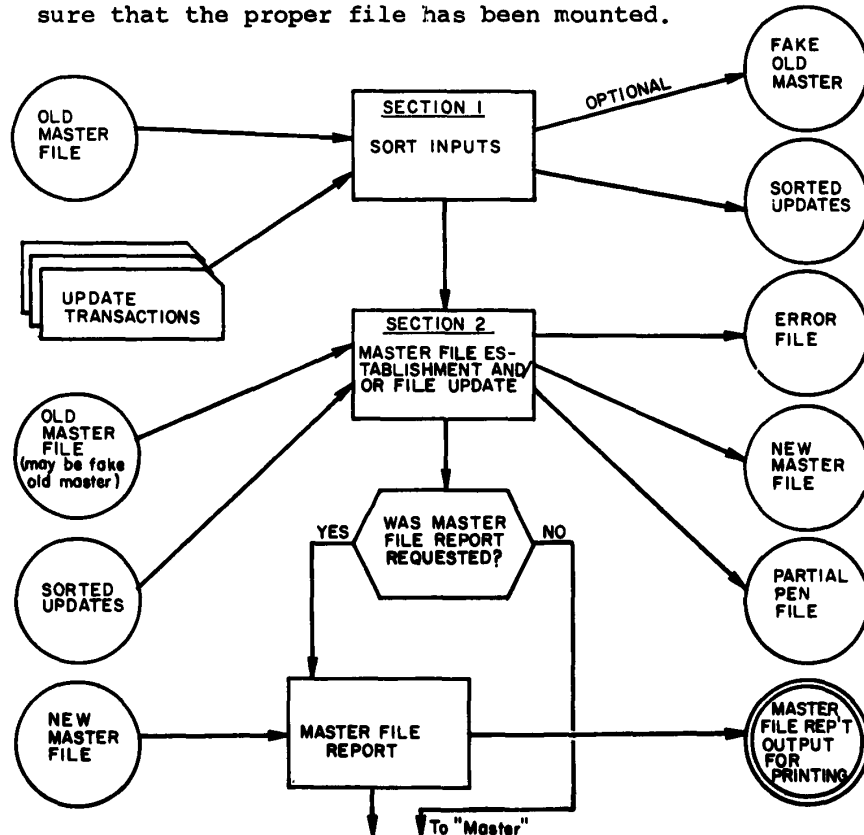 sure that the proper file has been mounted.
FAKE
OLD
MASTER
OPTIONAL
OLD
MASTER
FILE
SECTION 1
SORT INPUTS
SORTED
UPDATES
UPDATE
TRANSACTIONS
SECTION 2
MASTER FILE ES-
TABLISHMENT AND/
OR FILE UPDATE
ERROR
FILE
OLD
MASTER
FILE
(may be fake
old master)
NEW
MASTER
FILE
YES
WAS MASTER
FILE REPORT
REQUESTED?
NO
SORTED
UPDATES
PARTIAL
PEN
FILE
NEW
MASTER
FILE
MASTER FILE
REPORT
MASTER
FILE REP'T
OUTPUT
FOR
PRINTING
To "Master"